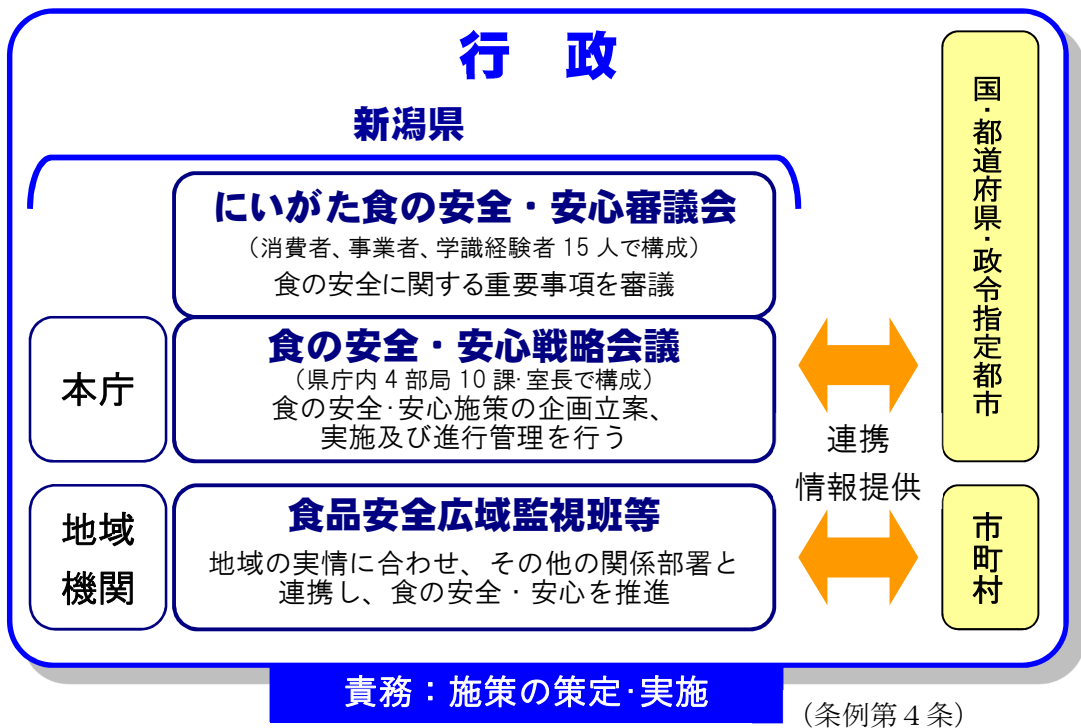 行　政
新潟県
にいがた食の安全・安心審議会
（消費者、事業者、学識経験者 15 人で構成）
食の安全に関する重要事項を審議
本庁
食の安全・安心戦略会議
（県庁内 4 部局 10 課･室長で構成）
食の安全･安心施策の企画立案、
実施及び進行管理を行う
地域
機関
食品安全広域監視班等
地域の実情に合わせ、その他の関係部署と
連携し、食の安全・安心を推進
連携
情報提供
国・都道府県・政令指定都市
市町村
責務：施策の策定･実施
（条例第４条）